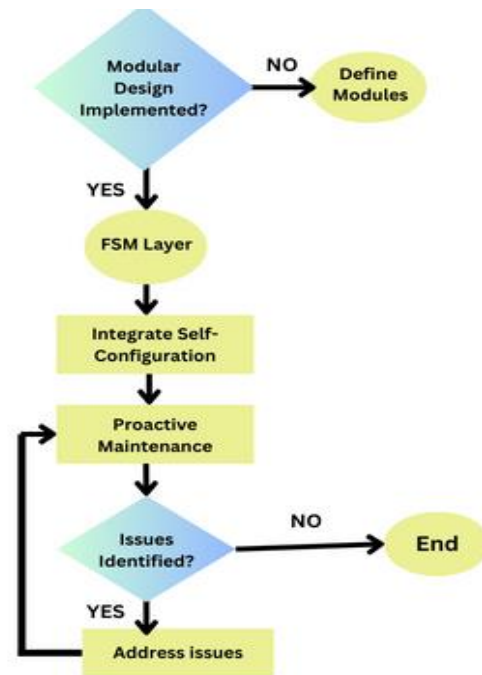 Modular
Design
Implemented?
NO
Define
Modules
YES
FSM Layer
Integrate Self-
Configuration
Proactive
Maintenance
Issues
Identified?
NO
End
YES
Address issues